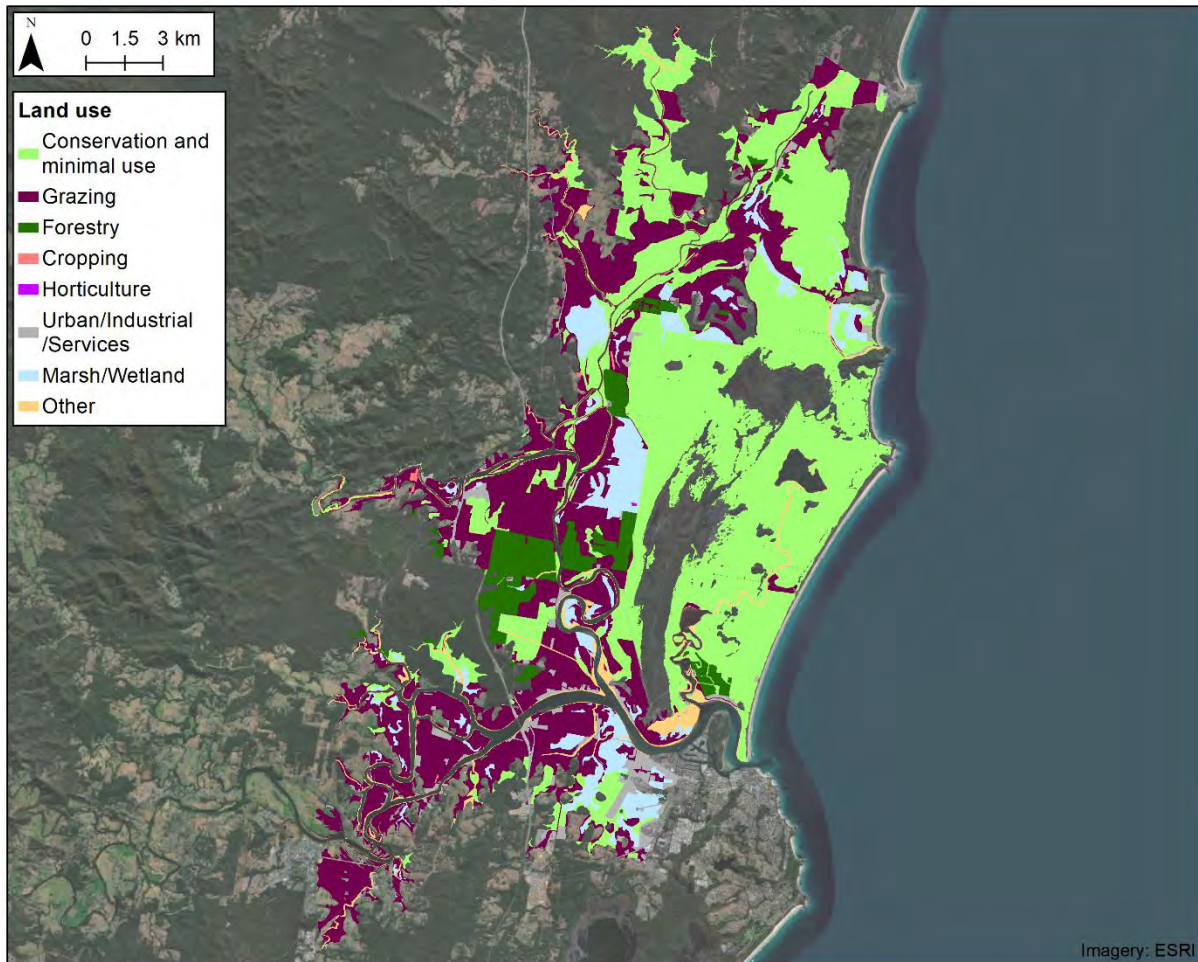 N
0 1.5 3 km
Land use
Conservation and
minimal use
Grazing
Forestry
Cropping
Horticulture
Urban/Industrial
/Services
Marsh/Wetland
Other
Imagery: ESRI